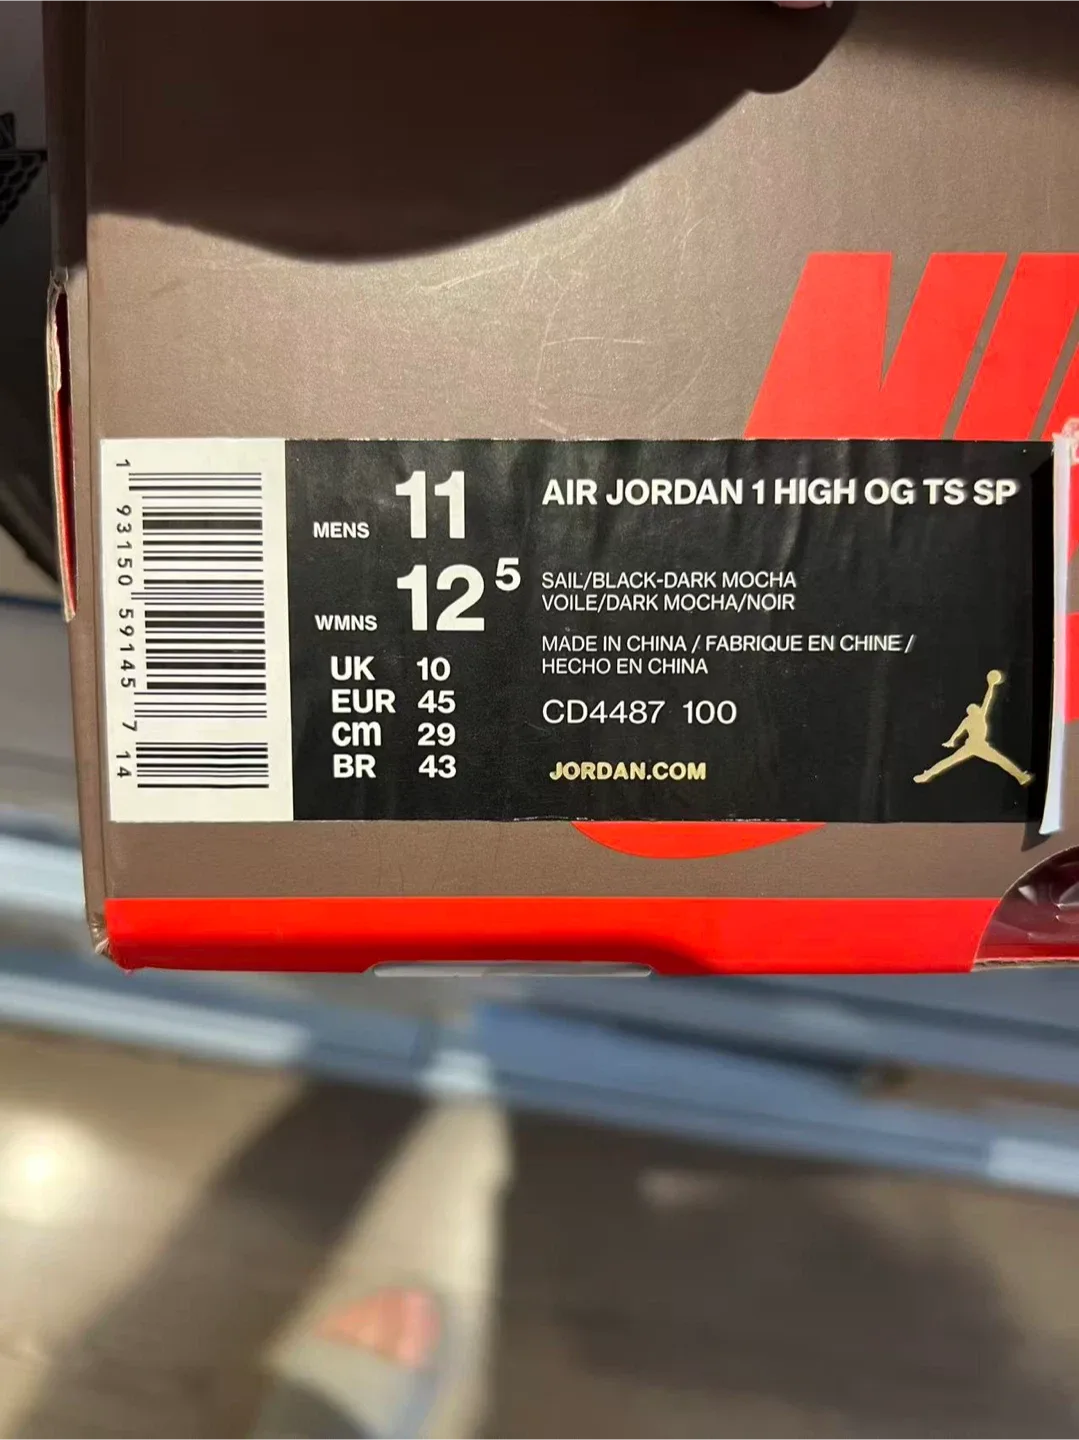 AIR JORDAN 1 HIGH OG TS SP
MENS 11
WMNS 12 5
UK 10
EUR 45
cm 29
BR 43
SAIL/BLACK-DARK MOCHA
VOILE/DARK MOCHA/NOIR
MADE IN CHINA / FABRIQUE EN CHINE /
HECHO EN CHINA
CD4487 100
JORDAN.COM
1 93150 59145 7 14